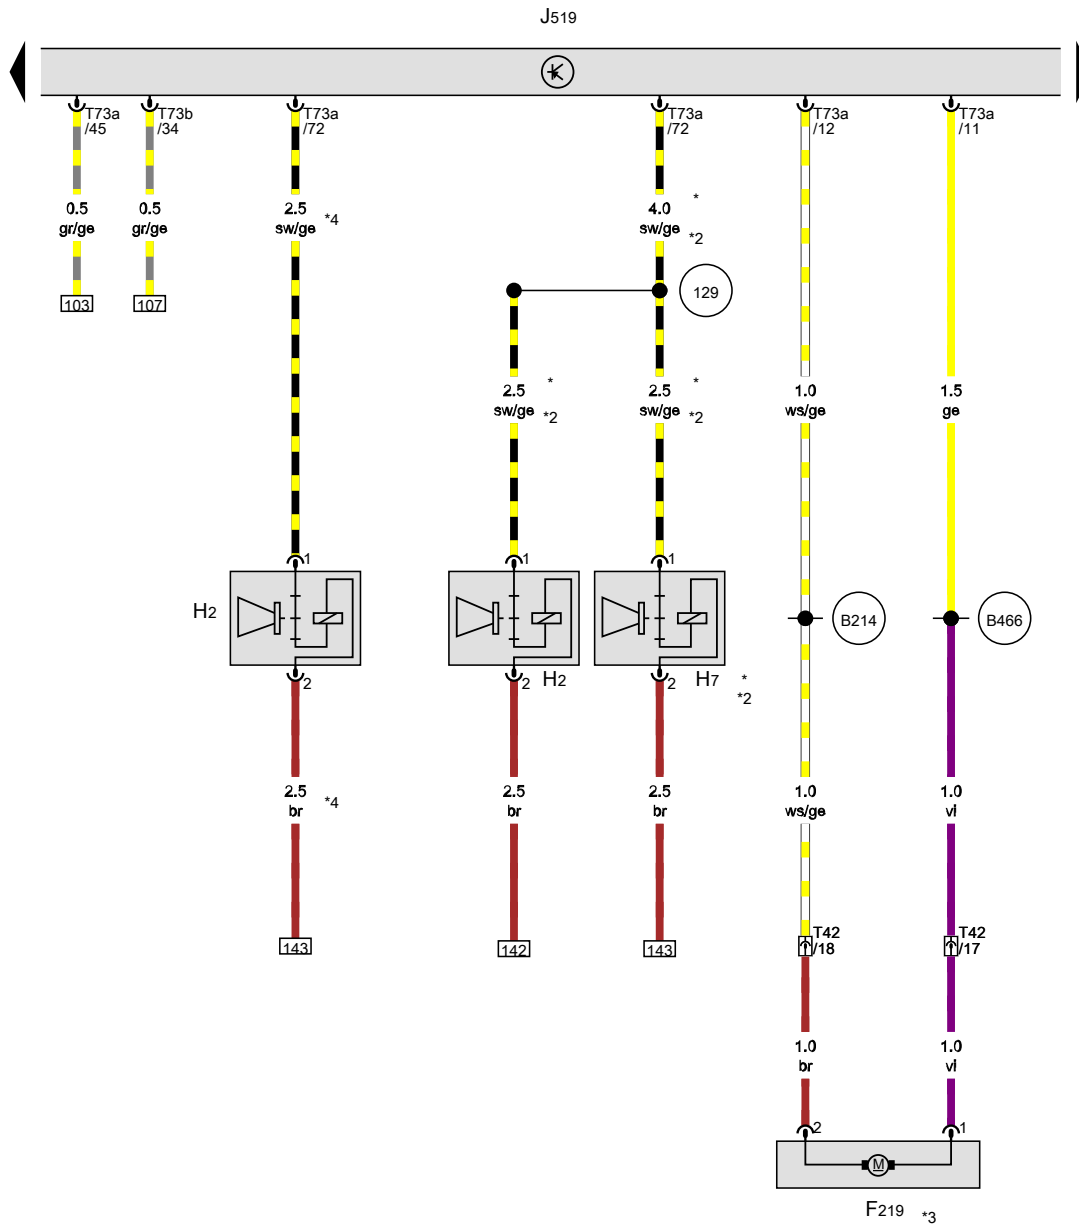 J519
T73a
/45
T73b
/34
T73a
/72
T73a
/72
T73a
/12
T73a
/11
0.5
gr/ge
0.5
gr/ge
2.5
sw/ge
*4
4.0
sw/ge
*
*2
103
107
129
2.5
sw/ge
*
*2
2.5
sw/ge
*
*2
1.0
ws/ge
1.5
ge
1
1
1
H2
B214
B466
2
2
H2
2
H7
*
*2
2.5
br
*4
2.5
br
2.5
br
1.0
ws/ge
1.0
vi
143
142
143
T42
/18
T42
/17
1.0
br
1.0
vi
2
1
M
F219
*3